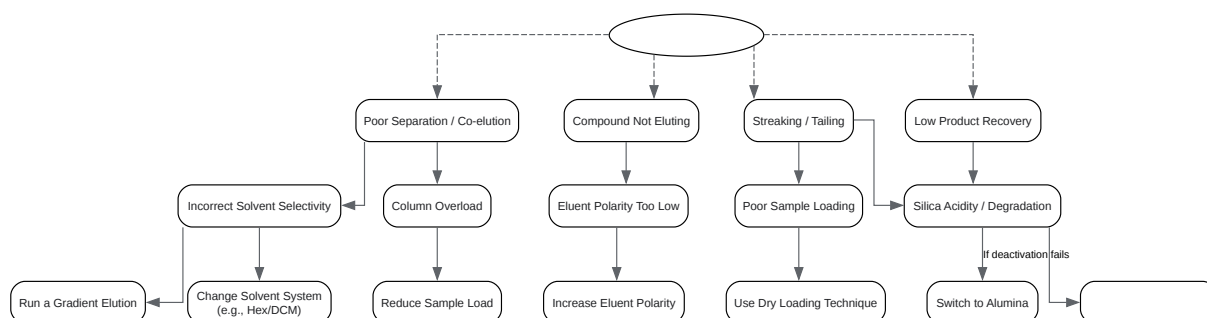 Poor Separation / Co-elution
Compound Not Eluting
Streaking / Tailing
Low Product Recovery
Incorrect Solvent Selectivity
Column Overload
Eluent Polarity Too Low
Poor Sample Loading
Silica Acidity / Degradation
If deactivation fails
Run a Gradient Elution
Change Solvent System
(e.g., Hex/DCM)
Reduce Sample Load
Increase Eluent Polarity
Use Dry Loading Technique
Switch to Alumina